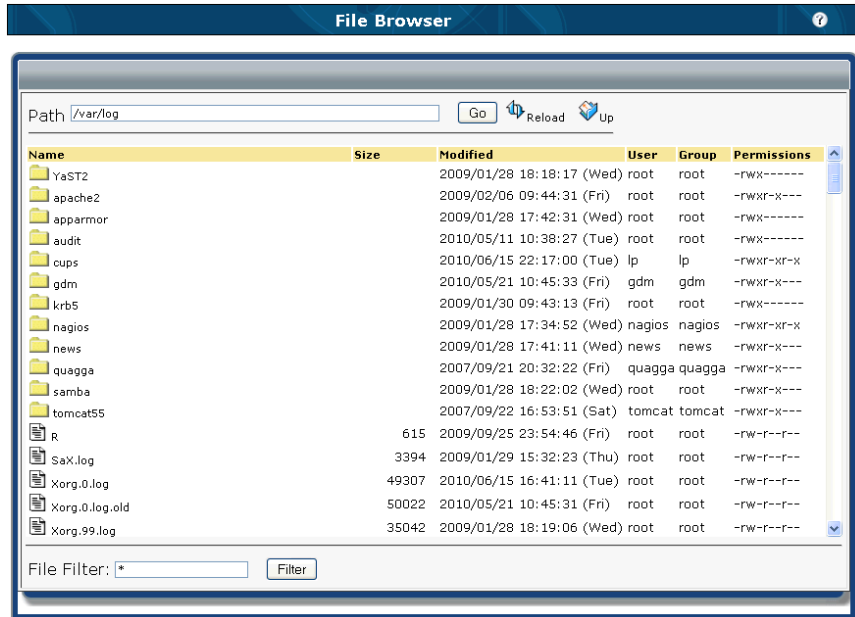 File Browser ?
Path /var/log Go Reload Up
Name Size Modified User Group Permissions
YaST2 2009/01/28 18:18:17 (Wed) root root -rwx------
apache2 2009/02/06 09:44:31 (Fri) root root -rwxr-x---
apparmor 2009/01/28 17:42:31 (Wed) root root -rwx------
audit 2010/05/11 10:38:27 (Tue) root root -rwx------
cups 2010/06/15 22:17:00 (Tue) lp lp -rwxr-xr-x
gdm 2010/05/21 10:45:33 (Fri) gdm gdm -rwxr-x---
krb5 2009/01/30 09:43:13 (Fri) root root -rwx------
nagios 2009/01/28 17:34:52 (Wed) nagios nagios -rwxr-xr-x
news 2009/01/28 17:41:11 (Wed) news news -rwxr-x---
quagga 2007/09/21 20:32:22 (Fri) quagga quagga -rwxr-x---
samba 2009/01/28 18:22:02 (Wed) root root -rwxr-x---
tomcat55 2007/09/22 16:53:51 (Sat) tomcat tomcat -rwxr-x---
R 615 2009/09/25 23:54:46 (Fri) root root -rw-r--r--
SaX.log 3394 2009/01/29 15:32:23 (Thu) root root -rw-r--r--
Xorg.0.log 49307 2010/06/15 16:41:11 (Tue) root root -rw-r--r--
Xorg.0.log.old 50022 2010/05/21 10:45:31 (Fri) root root -rw-r--r--
Xorg.99.log 35042 2009/01/28 18:19:06 (Wed) root root -rw-r--r--
File Filter: * Filter